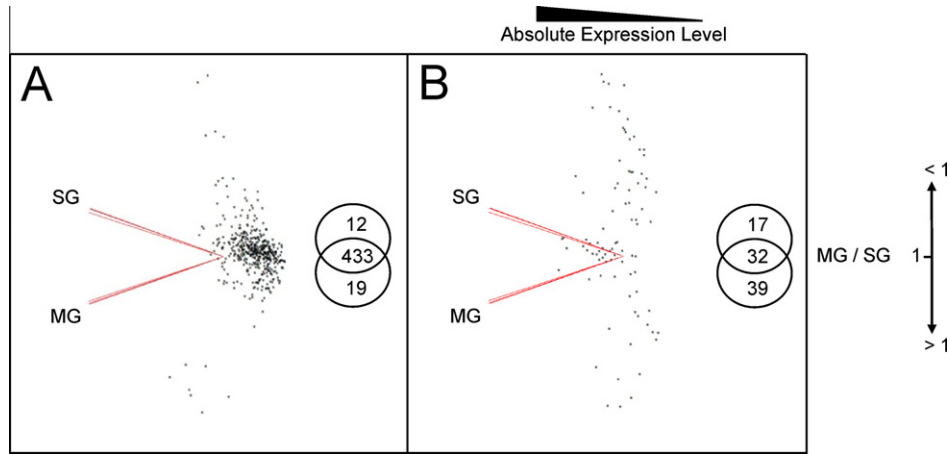 Absolute Expression Level
A
B
SG
MG
12
433
19
SG
MG
17
32
39
MG / SG
< 1
1
> 1